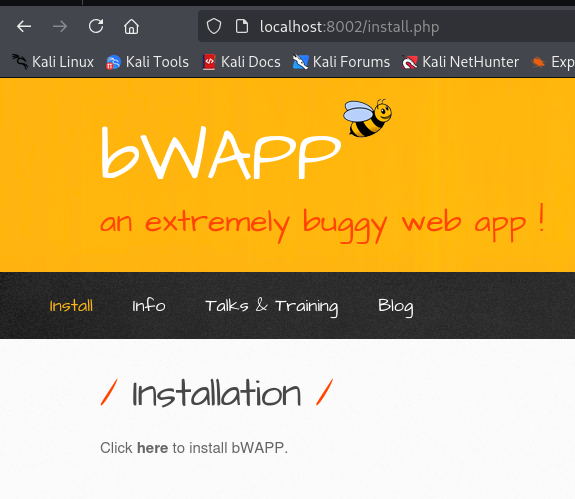 localhost:8002/install.php
Kali Linux Kali Tools Kali Docs Kali Forums Kali NetHunter Exp
bWAPP
an extremely buggy web app !
Install Info Talks & Training Blog
/ Installation /
Click here to install bWAPP.